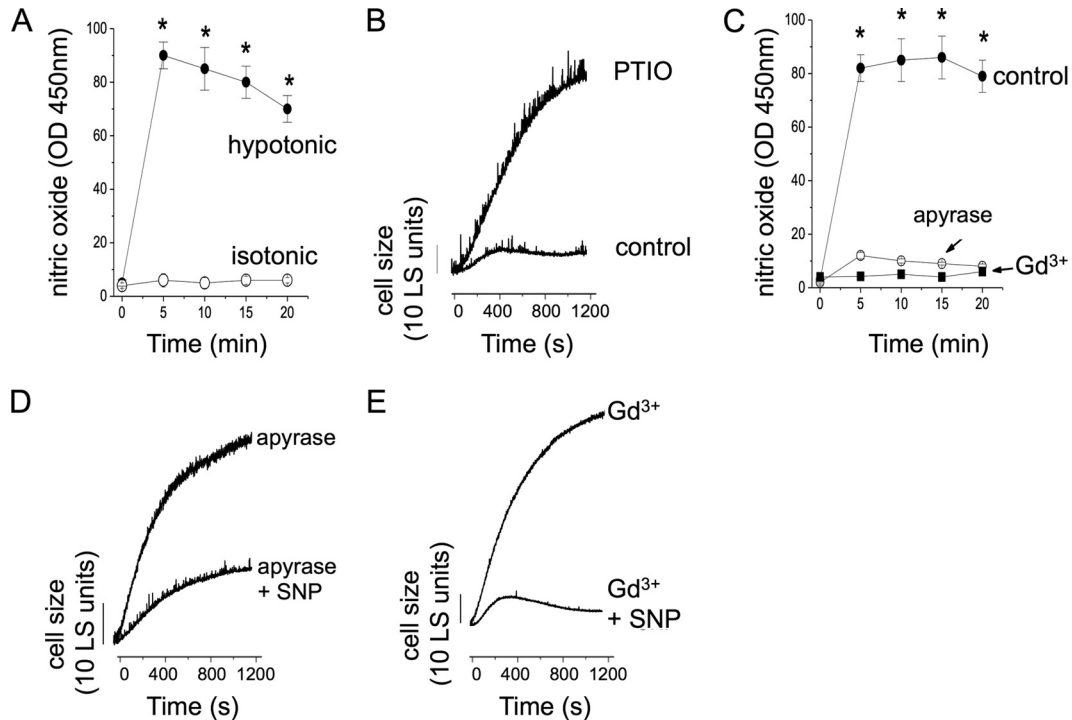 A
nitric oxide (OD 450nm)
100
80
60
40
20
0
* * * *
hypotonic
isotonic
0 5 10 15 20
Time (min)
B
PTIO
control
cell size
(10 LS units)
0 400 800 1200
Time (s)
C
nitric oxide (OD 450nm)
100
80
60
40
20
0
* * * *
control
apyrase
Gd³⁺
0 5 10 15 20
Time (min)
D
apyrase
apyrase
+ SNP
cell size
(10 LS units)
0 400 800 1200
Time (s)
E
Gd³⁺
Gd³⁺
+ SNP
cell size
(10 LS units)
0 400 800 1200
Time (s)